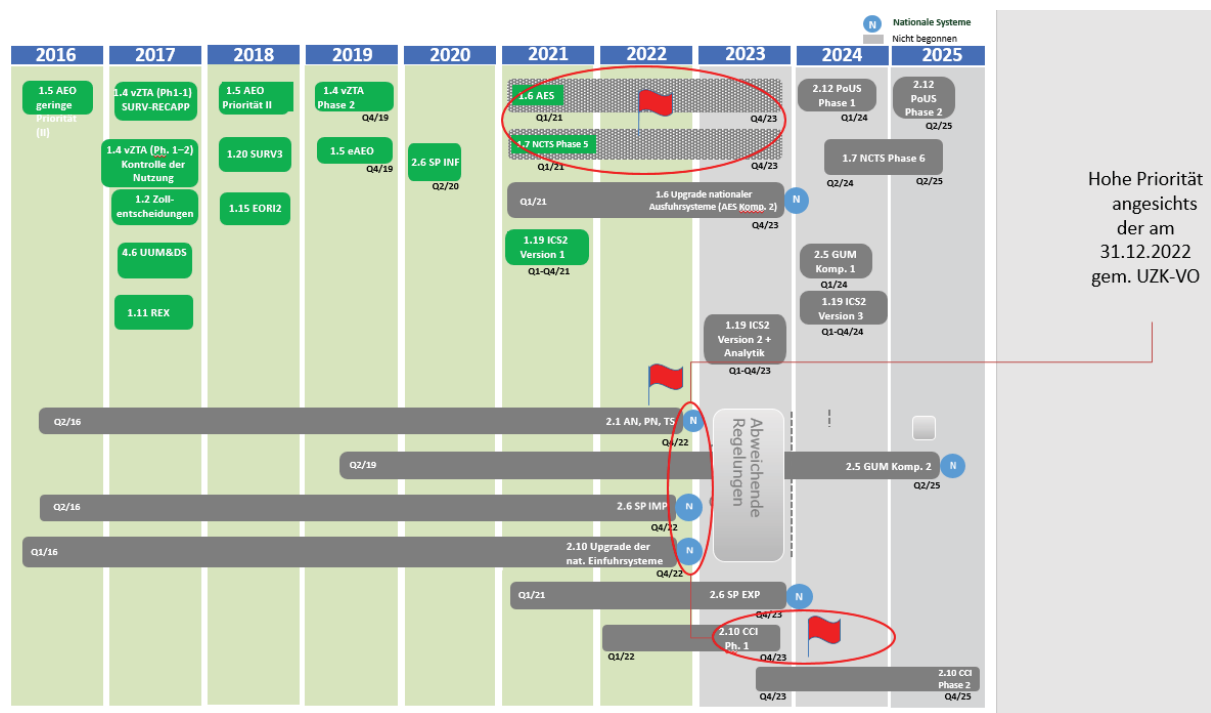 N Nationale Systeme
Nicht begonnen
2016 2017 2018 2019 2020 2021 2022 2023 2024 2025
1.5 AEO
geringe
Priorität
(II)
1.4 vZTA (Ph1-1)
SURV-RECAPP
1.5 AEO
Priorität II
1.4 vZTA
Phase 2
Q4/19
1.6 AES
Q1/21
Q4/23
2.12 PoUS
Phase 1
Q1/24
2.12
PoUS
Phase 2
Q2/25
1.4 vZTA (Ph. 1–2)
Kontrolle der
Nutzung
1.20 SURV3
1.5 eAEO
Q4/19
2.6 SP INF
Q2/20
1.7 NCTS Phase 5
Q1/21
Q4/23
1.7 NCTS Phase 6
Q2/24
Q2/25
1.2 Zoll-
entscheidungen
1.15 EORI2
Q1/21
1.6 Upgrade nationaler
Ausfuhrsysteme (AES Komp. 2)
N
Q4/23
4.6 UUM&DS
1.19 ICS2
Version 1
Q1-Q4/21
2.5 GUM
Komp. 1
Q1/24
1.11 REX
1.19 ICS2
Version 2 +
Analytik
Q1-Q4/23
1.19 ICS2
Version 3
Q1-Q4/24
Hohe Priorität
angesichts
der am
31.12.2022
gem. UZK-VO
Q2/16
2.1 AN, PN, TS
N
Q4/22
Abweichende
Regelungen
Q2/19
2.5 GUM Komp. 2
N
Q2/25
Q2/16
2.6 SP IMP
N
Q4/22
Q1/16
2.10 Upgrade der
nat. Einfuhrsysteme
N
Q4/22
Q1/21
2.6 SP EXP
N
Q4/23
2.10 CCI
Ph. 1
Q1/22
Q4/23
2.10 CCI
Phase 2
Q4/23
Q4/25